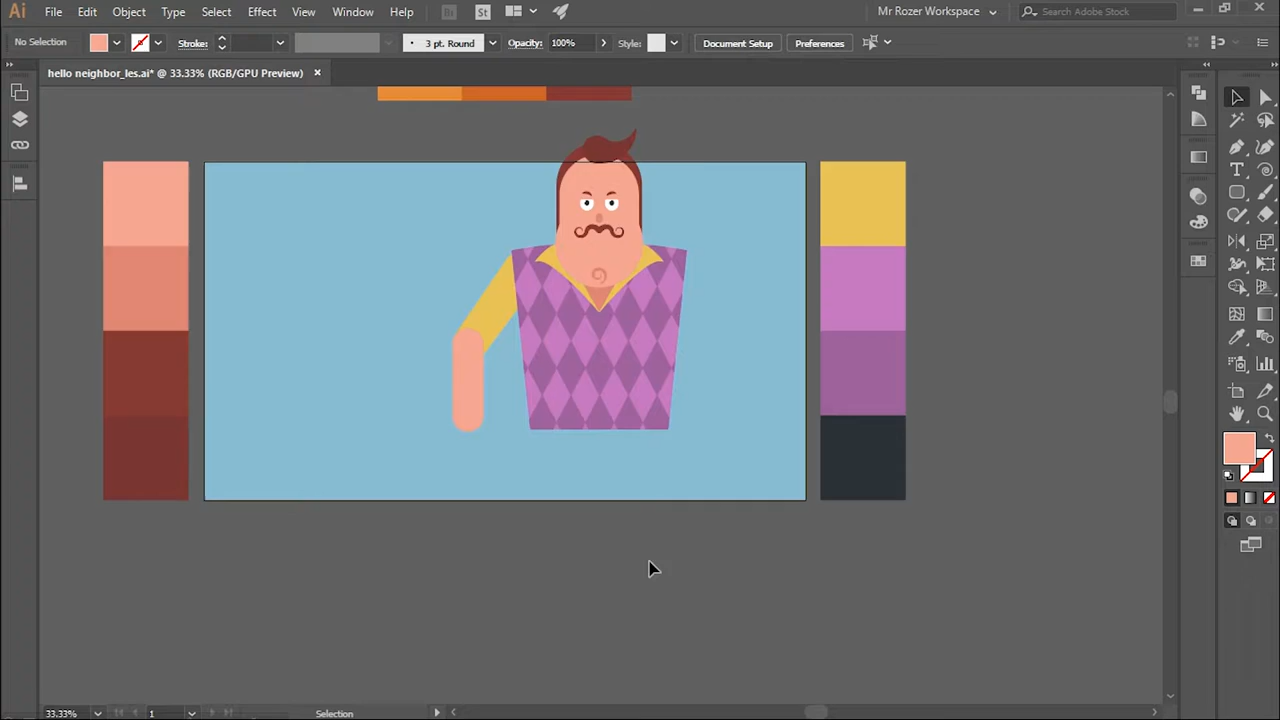 Ai File Edit Object Type Select Effect View Window Help Br St Mr Rozer Workspace Search Adobe Stock
No Selection Stroke: 3 pt. Round Opacity: 100% Style: Document Setup Preferences
hello neighbor_les.ai* @ 33.33% (RGB/GPU Preview) ×
33.33% 1 Selection